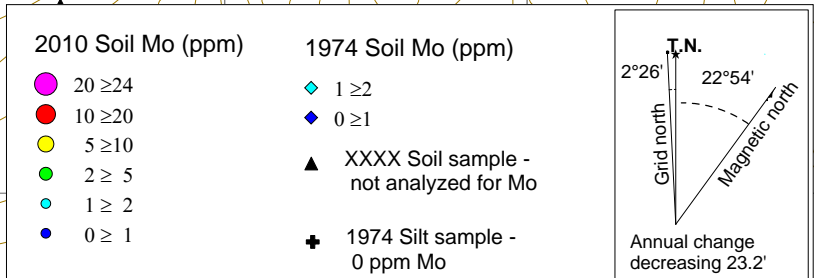 2010 Soil Mo (ppm)
20 ≥24
10 ≥20
5 ≥10
2 ≥ 5
1 ≥ 2
0 ≥ 1
1974 Soil Mo (ppm)
1 ≥2
0 ≥1
XXXX Soil sample -
not analyzed for Mo
1974 Silt sample -
0 ppm Mo
T.N.
2°26'
22°54'
Grid north
Magnetic north
Annual change
decreasing 23.2'